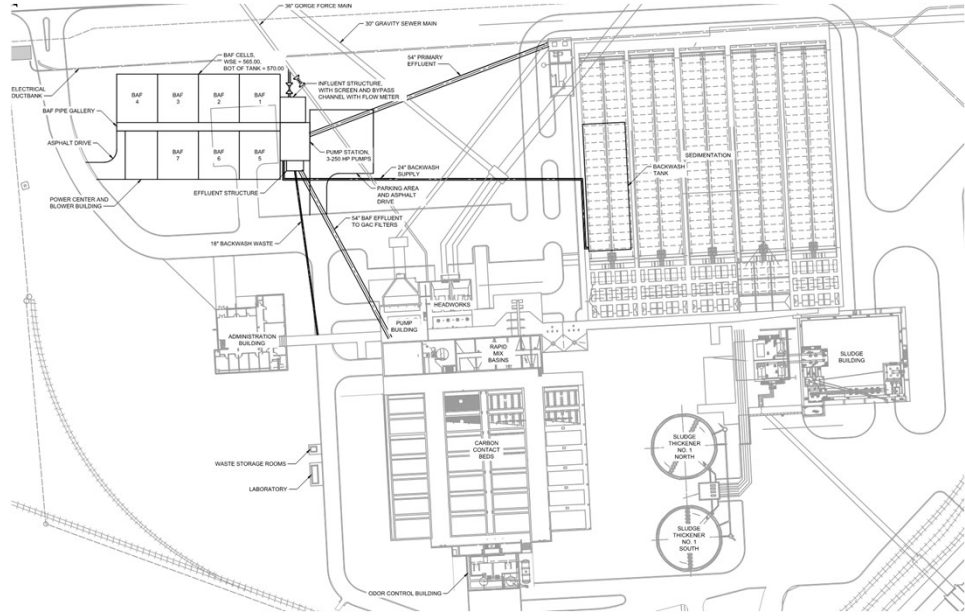 36" GORGE FORCE MAIN
30" GRAVITY SEWER MAIN
BAF CELLS,
WSE = 565.00,
BOT OF TANK = 570.00
54" PRIMARY
EFFLUENT
ELECTRICAL
DUCTBANK
INFLUENT STRUCTURE,
WITH SCREEN AND BYPASS
CHANNEL WITH FLOW METER
BAF
4
BAF
3
BAF
2
BAF
1
BAF PIPE GALLERY
ASPHALT DRIVE
PUMP STATION,
3-250 HP PUMPS
BAF
7
BAF
6
BAF
5
24" BACKWASH
SUPPLY
SEDIMENTATION
BACKWASH
TANK
EFFLUENT STRUCTURE
PARKING AREA
AND ASPHALT
DRIVE
POWER CENTER AND
BLOWER BUILDING
54" BAF EFFLUENT
TO GAC FILTERS
18" BACKWASH WASTE
HEADWORKS
PUMP
BUILDING
ADMINISTRATION
BUILDING
RAPID
MIX
BASINS
SLUDGE
BUILDING
CARBON
CONTACT
BEDS
SLUDGE
THICKENER
NO. 1
NORTH
WASTE STORAGE ROOMS
LABORATORY
SLUDGE
THICKENER
NO. 1
SOUTH
ODOR CONTROL BUILDING